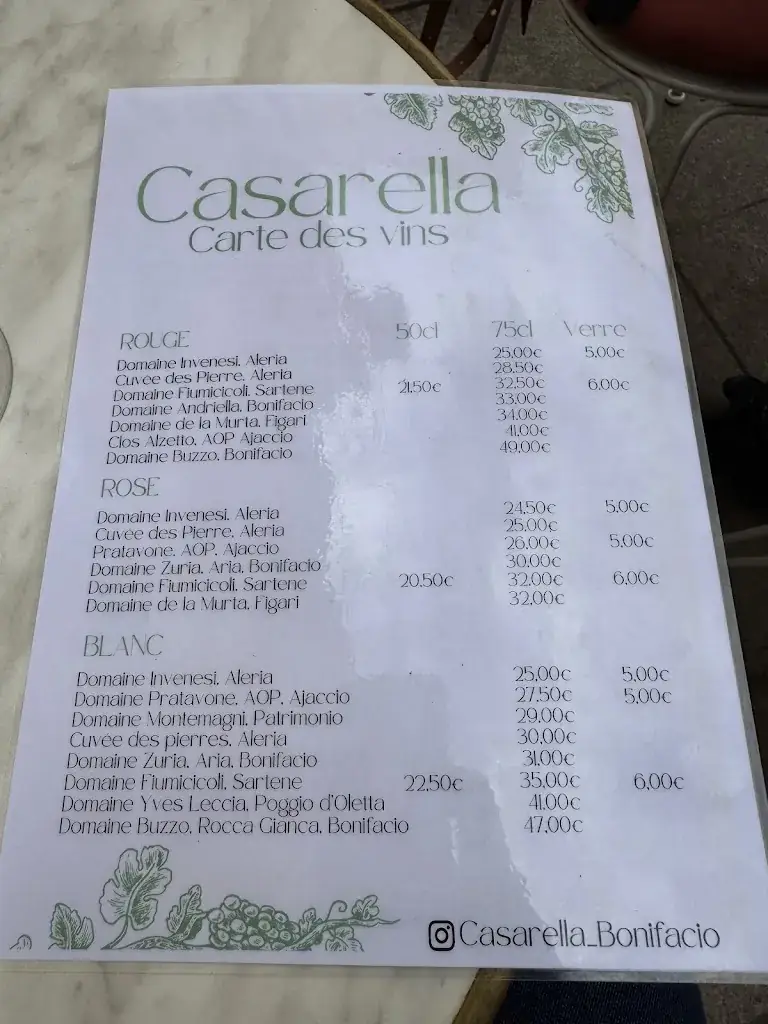 Casarella
Carte des vins
ROUGE 50cl 75cl Verre
Domaine Invenesi, Aleria 25,00€ 5,00€
Cuvée des Pierre, Aleria 28,50€
Domaine Fiumicicoli, Sartene 21,50€ 32,50€ 6,00€
Domaine Andriella, Bonifacio 33,00€
Domaine de la Murta, Figari 34,00€
Clos Alzetto, AOP Ajaccio 41,00€
Domaine Buzzo, Bonifacio 49,00€
ROSE
Domaine Invenesi, Aleria 24,50€ 5,00€
Cuvée des Pierre, Aleria 25,00€
Pratavone, AOP, Ajaccio 26,00€ 5,00€
Domaine Zuria, Aria, Bonifacio 30,00€
Domaine Fiumicicoli, Sartene 20,50€ 32,00€ 6,00€
Domaine de la Murta, Figari 32,00€
BLANC
Domaine Invenesi, Aleria 25,00€ 5,00€
Domaine Pratavone, AOP, Ajaccio 27,50€ 5,00€
Domaine Montemagni, Patrimonio 29,00€
Cuvée des pierres, Aleria 30,00€
Domaine Zuria, Aria, Bonifacio 31,00€
Domaine Fiumicicoli, Sartene 22,50€ 35,00€ 6,00€
Domaine Yves Leccia, Poggio d'Oletta 41,00€
Domaine Buzzo, Rocca Gianca, Bonifacio 47,00€
Casarella_Bonifacio